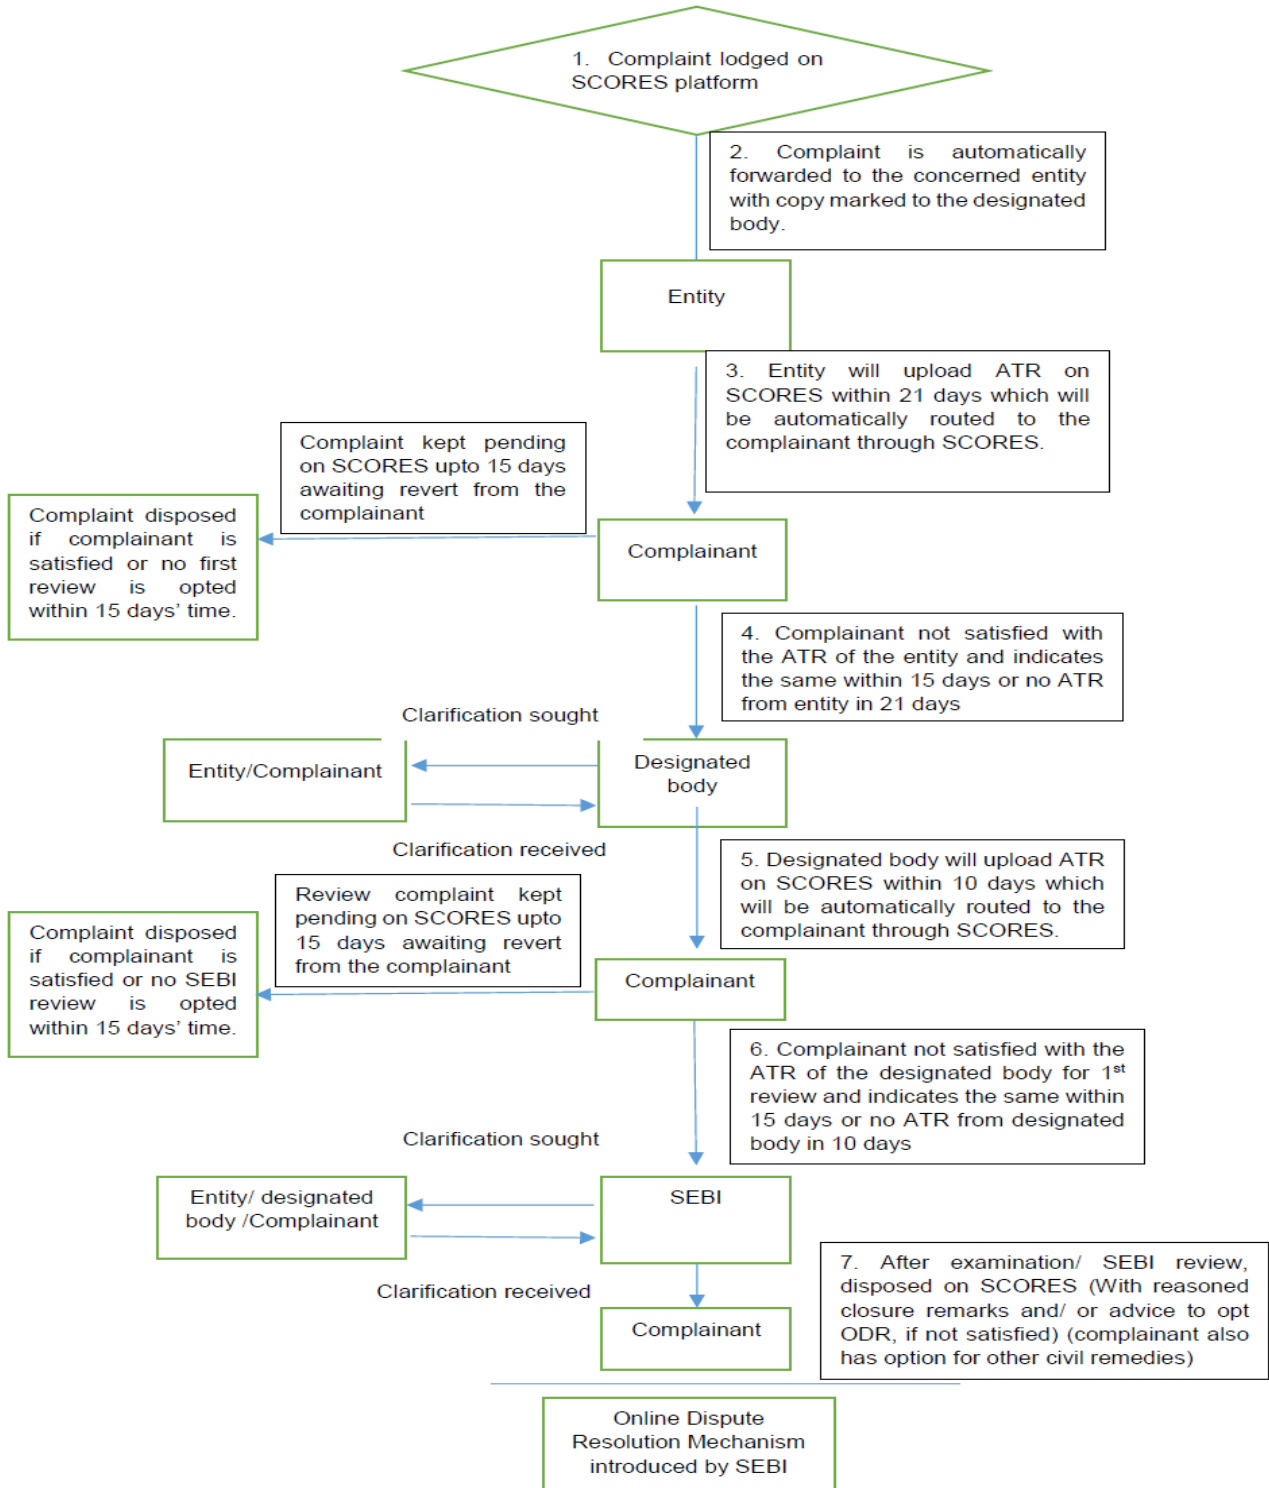 1. Complaint lodged on
SCORES platform
2. Complaint is automatically
forwarded to the concerned entity
with copy marked to the designated
body.
Entity
3. Entity will upload ATR on
SCORES within 21 days which will
be automatically routed to the
complainant through SCORES.
Complaint kept pending
on SCORES upto 15 days
awaiting revert from the
complainant
Complaint disposed
if complainant is
satisfied or no first
review is opted
within 15 days' time.
Complainant
4. Complainant not satisfied with
the ATR of the entity and indicates
the same within 15 days or no ATR
from entity in 21 days
Clarification sought
Entity/Complainant
Designated
body
Clarification received
5. Designated body will upload ATR
on SCORES within 10 days which
will be automatically routed to the
complainant through SCORES.
Review complaint kept
pending on SCORES upto
15 days awaiting revert
from the complainant
Complaint disposed
if complainant is
satisfied or no SEBI
review is opted
within 15 days' time.
Complainant
6. Complainant not satisfied with the
ATR of the designated body for 1st
review and indicates the same within
15 days or no ATR from designated
body in 10 days
Clarification sought
Entity/ designated
body /Complainant
SEBI
Clarification received
7. After examination/ SEBI review,
disposed on SCORES (With reasoned
closure remarks and/ or advice to opt
ODR, if not satisfied) (complainant also
has option for other civil remedies)
Complainant
Online Dispute
Resolution Mechanism
introduced by SEBI